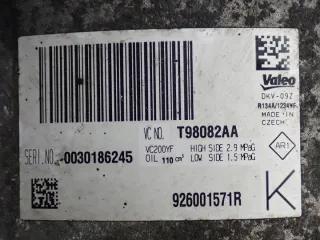 Valeo
DKV-09Z
R134A/1234YF
MADE IN
CZECH
VC NO. T98082AA
SERI.NO. 0030186245
VC200YF HIGH SIDE 2.9 MPaG
OIL 110 cm³ LOW SIDE 1.5 MPaG
AR1
926001571R
K